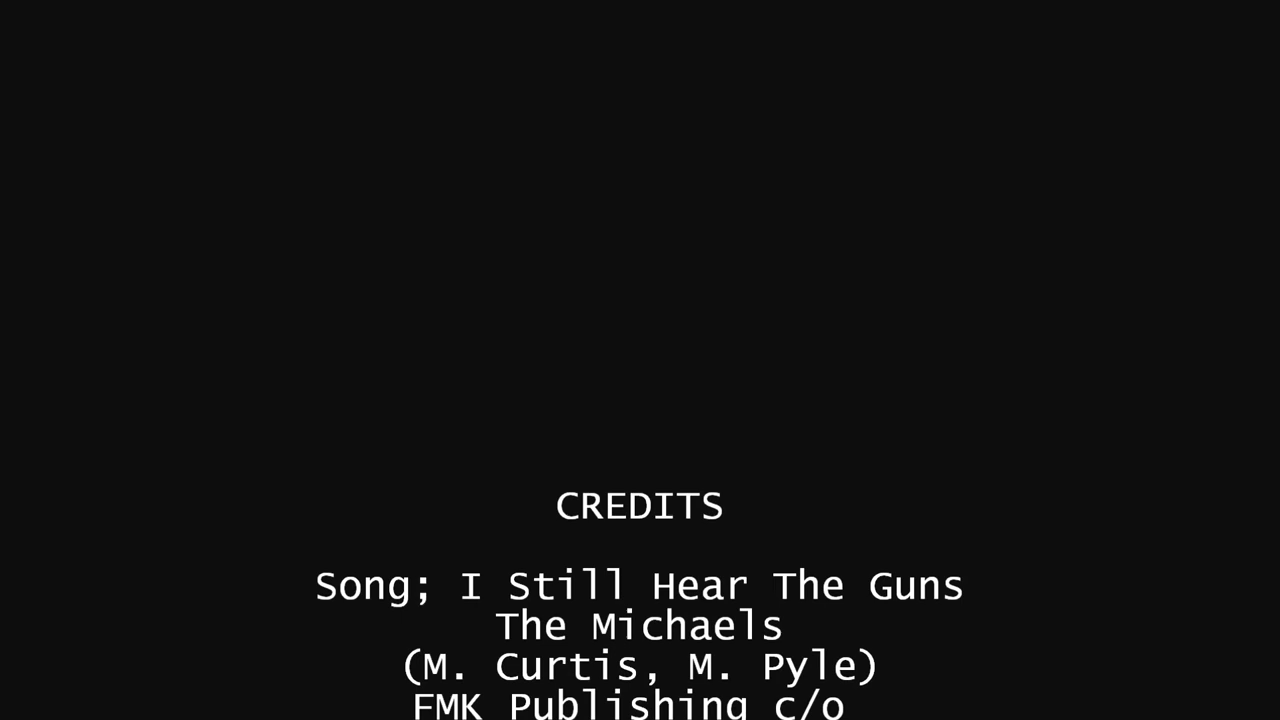 CREDITS
Song; I Still Hear The Guns
The Michaels
(M. Curtis, M. Pyle)
FMK Publishing c/o